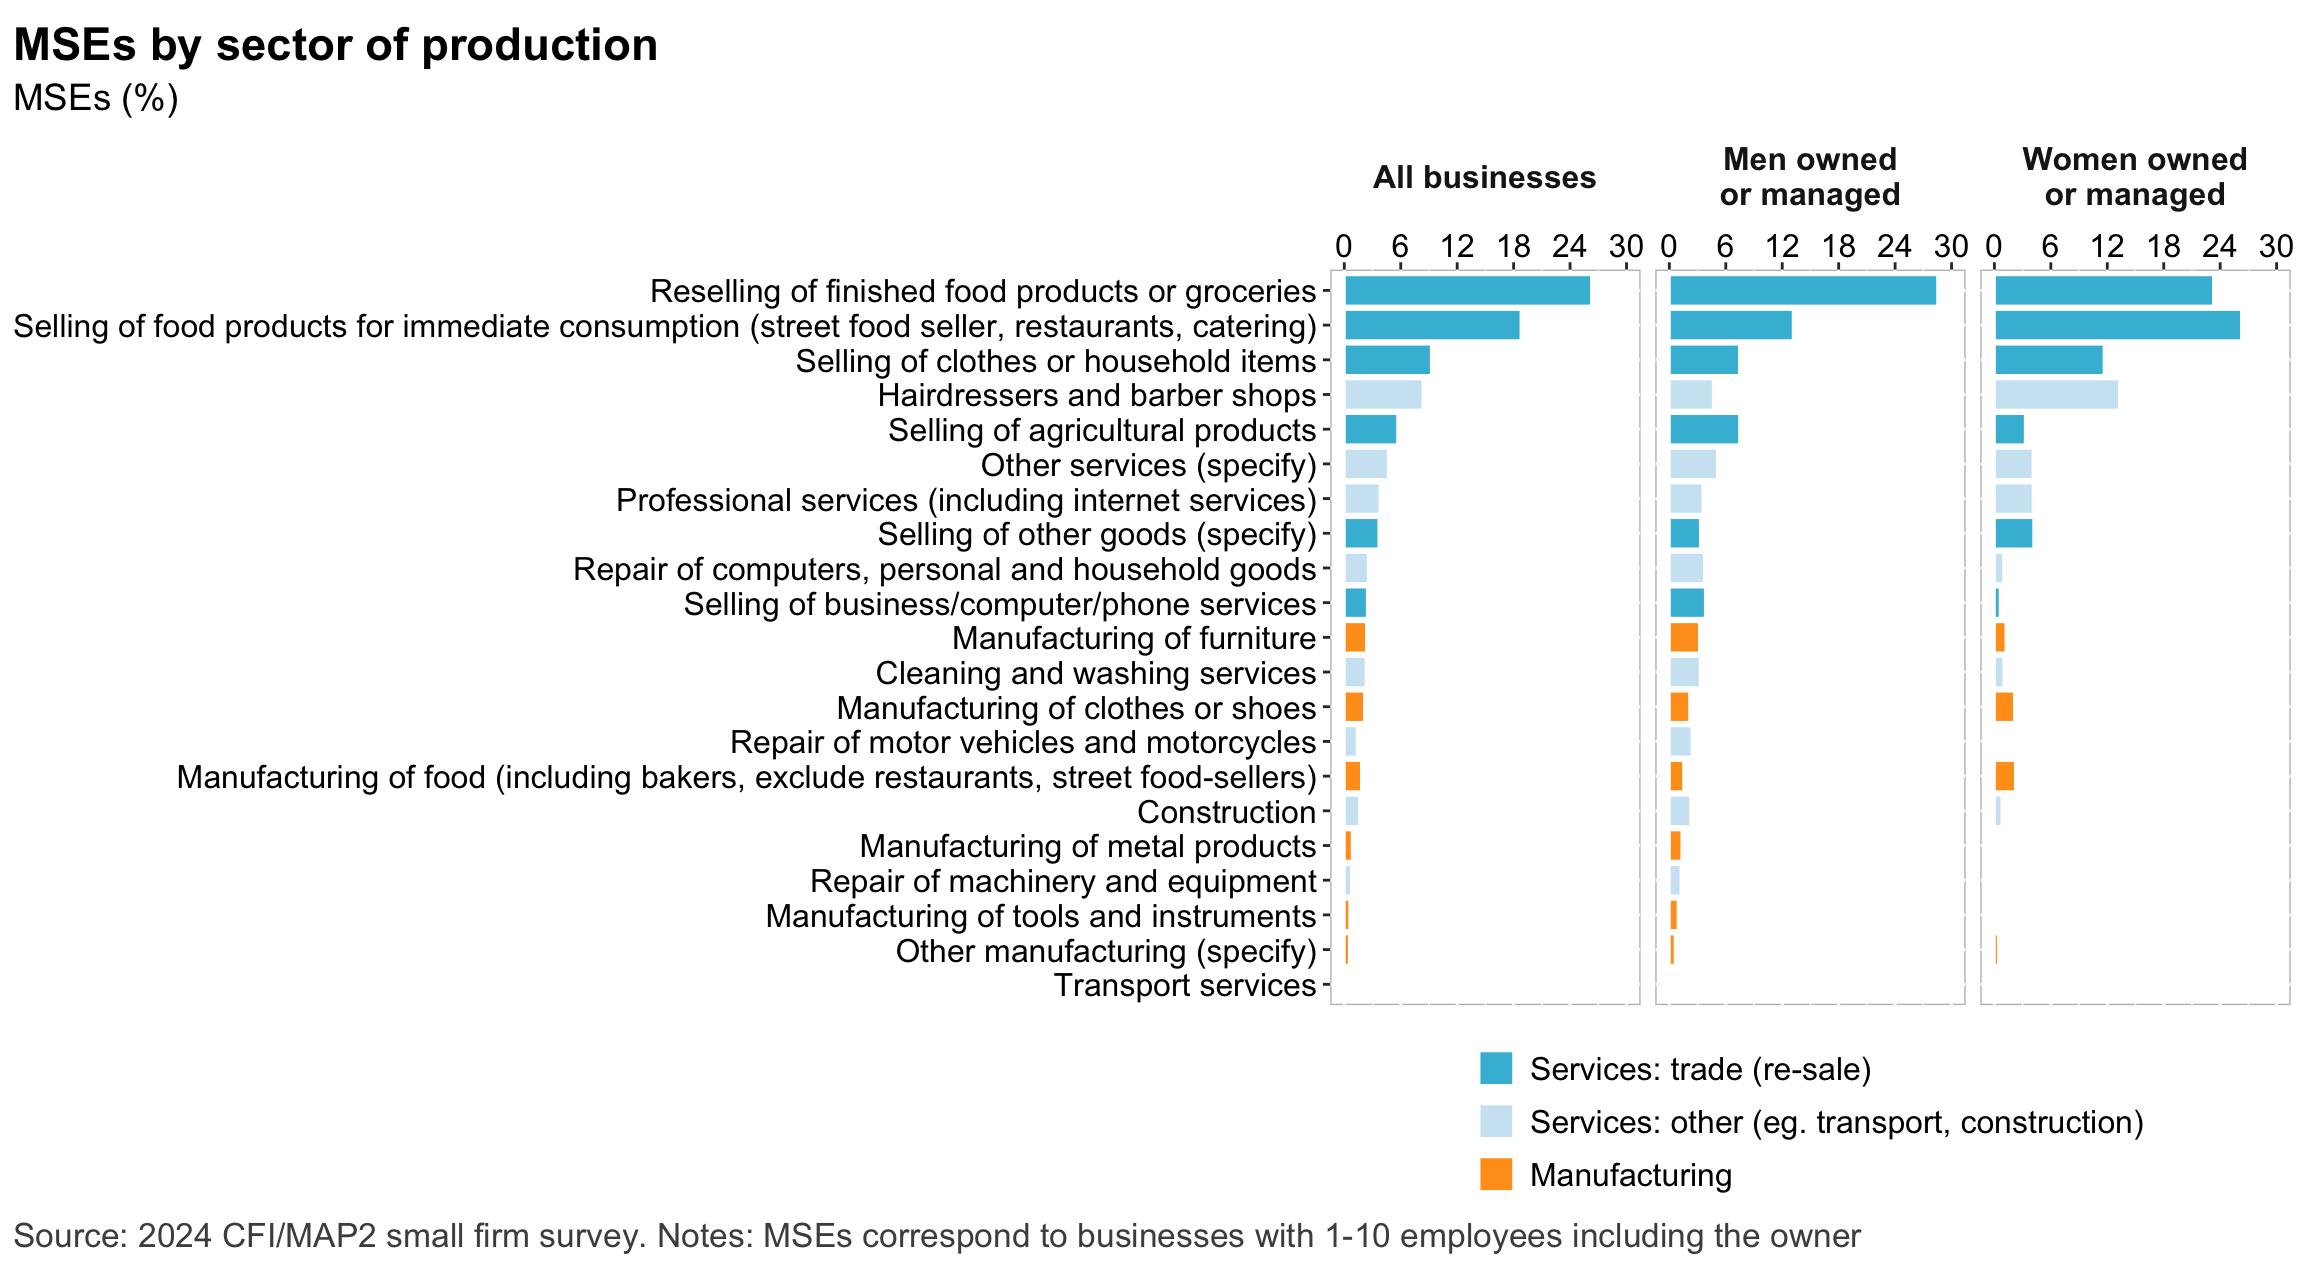 MSEs by sector of production
MSEs (%)
All businesses
Men owned
or managed
Women owned
or managed
0 6 12 18 24 30
0 6 12 18 24 30
0 6 12 18 24 30
Reselling of finished food products or groceries
Selling of food products for immediate consumption (street food seller, restaurants, catering)
Selling of clothes or household items
Hairdressers and barber shops
Selling of agricultural products
Other services (specify)
Professional services (including internet services)
Selling of other goods (specify)
Repair of computers, personal and household goods
Selling of business/computer/phone services
Manufacturing of furniture
Cleaning and washing services
Manufacturing of clothes or shoes
Repair of motor vehicles and motorcycles
Manufacturing of food (including bakers, exclude restaurants, street food-sellers)
Construction
Manufacturing of metal products
Repair of machinery and equipment
Manufacturing of tools and instruments
Other manufacturing (specify)
Transport services
Services: trade (re-sale)
Services: other (eg. transport, construction)
Manufacturing
Source: 2024 CFI/MAP2 small firm survey. Notes: MSEs correspond to businesses with 1-10 employees including the owner